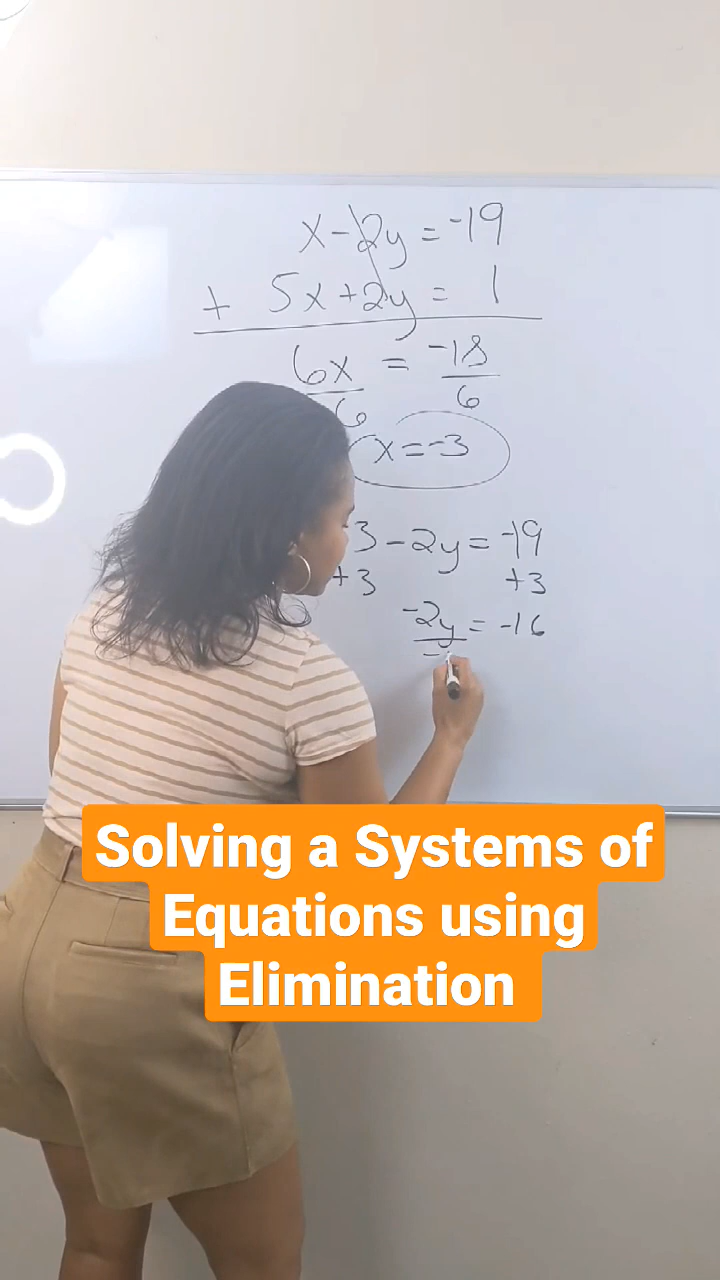 x-2y = -19
+ 5x+2y = 1
6x = -18
6 6
x=-3
3-2y=-19
+3 +3
-2y = -16
-
Solving a Systems of
Equations using
Elimination